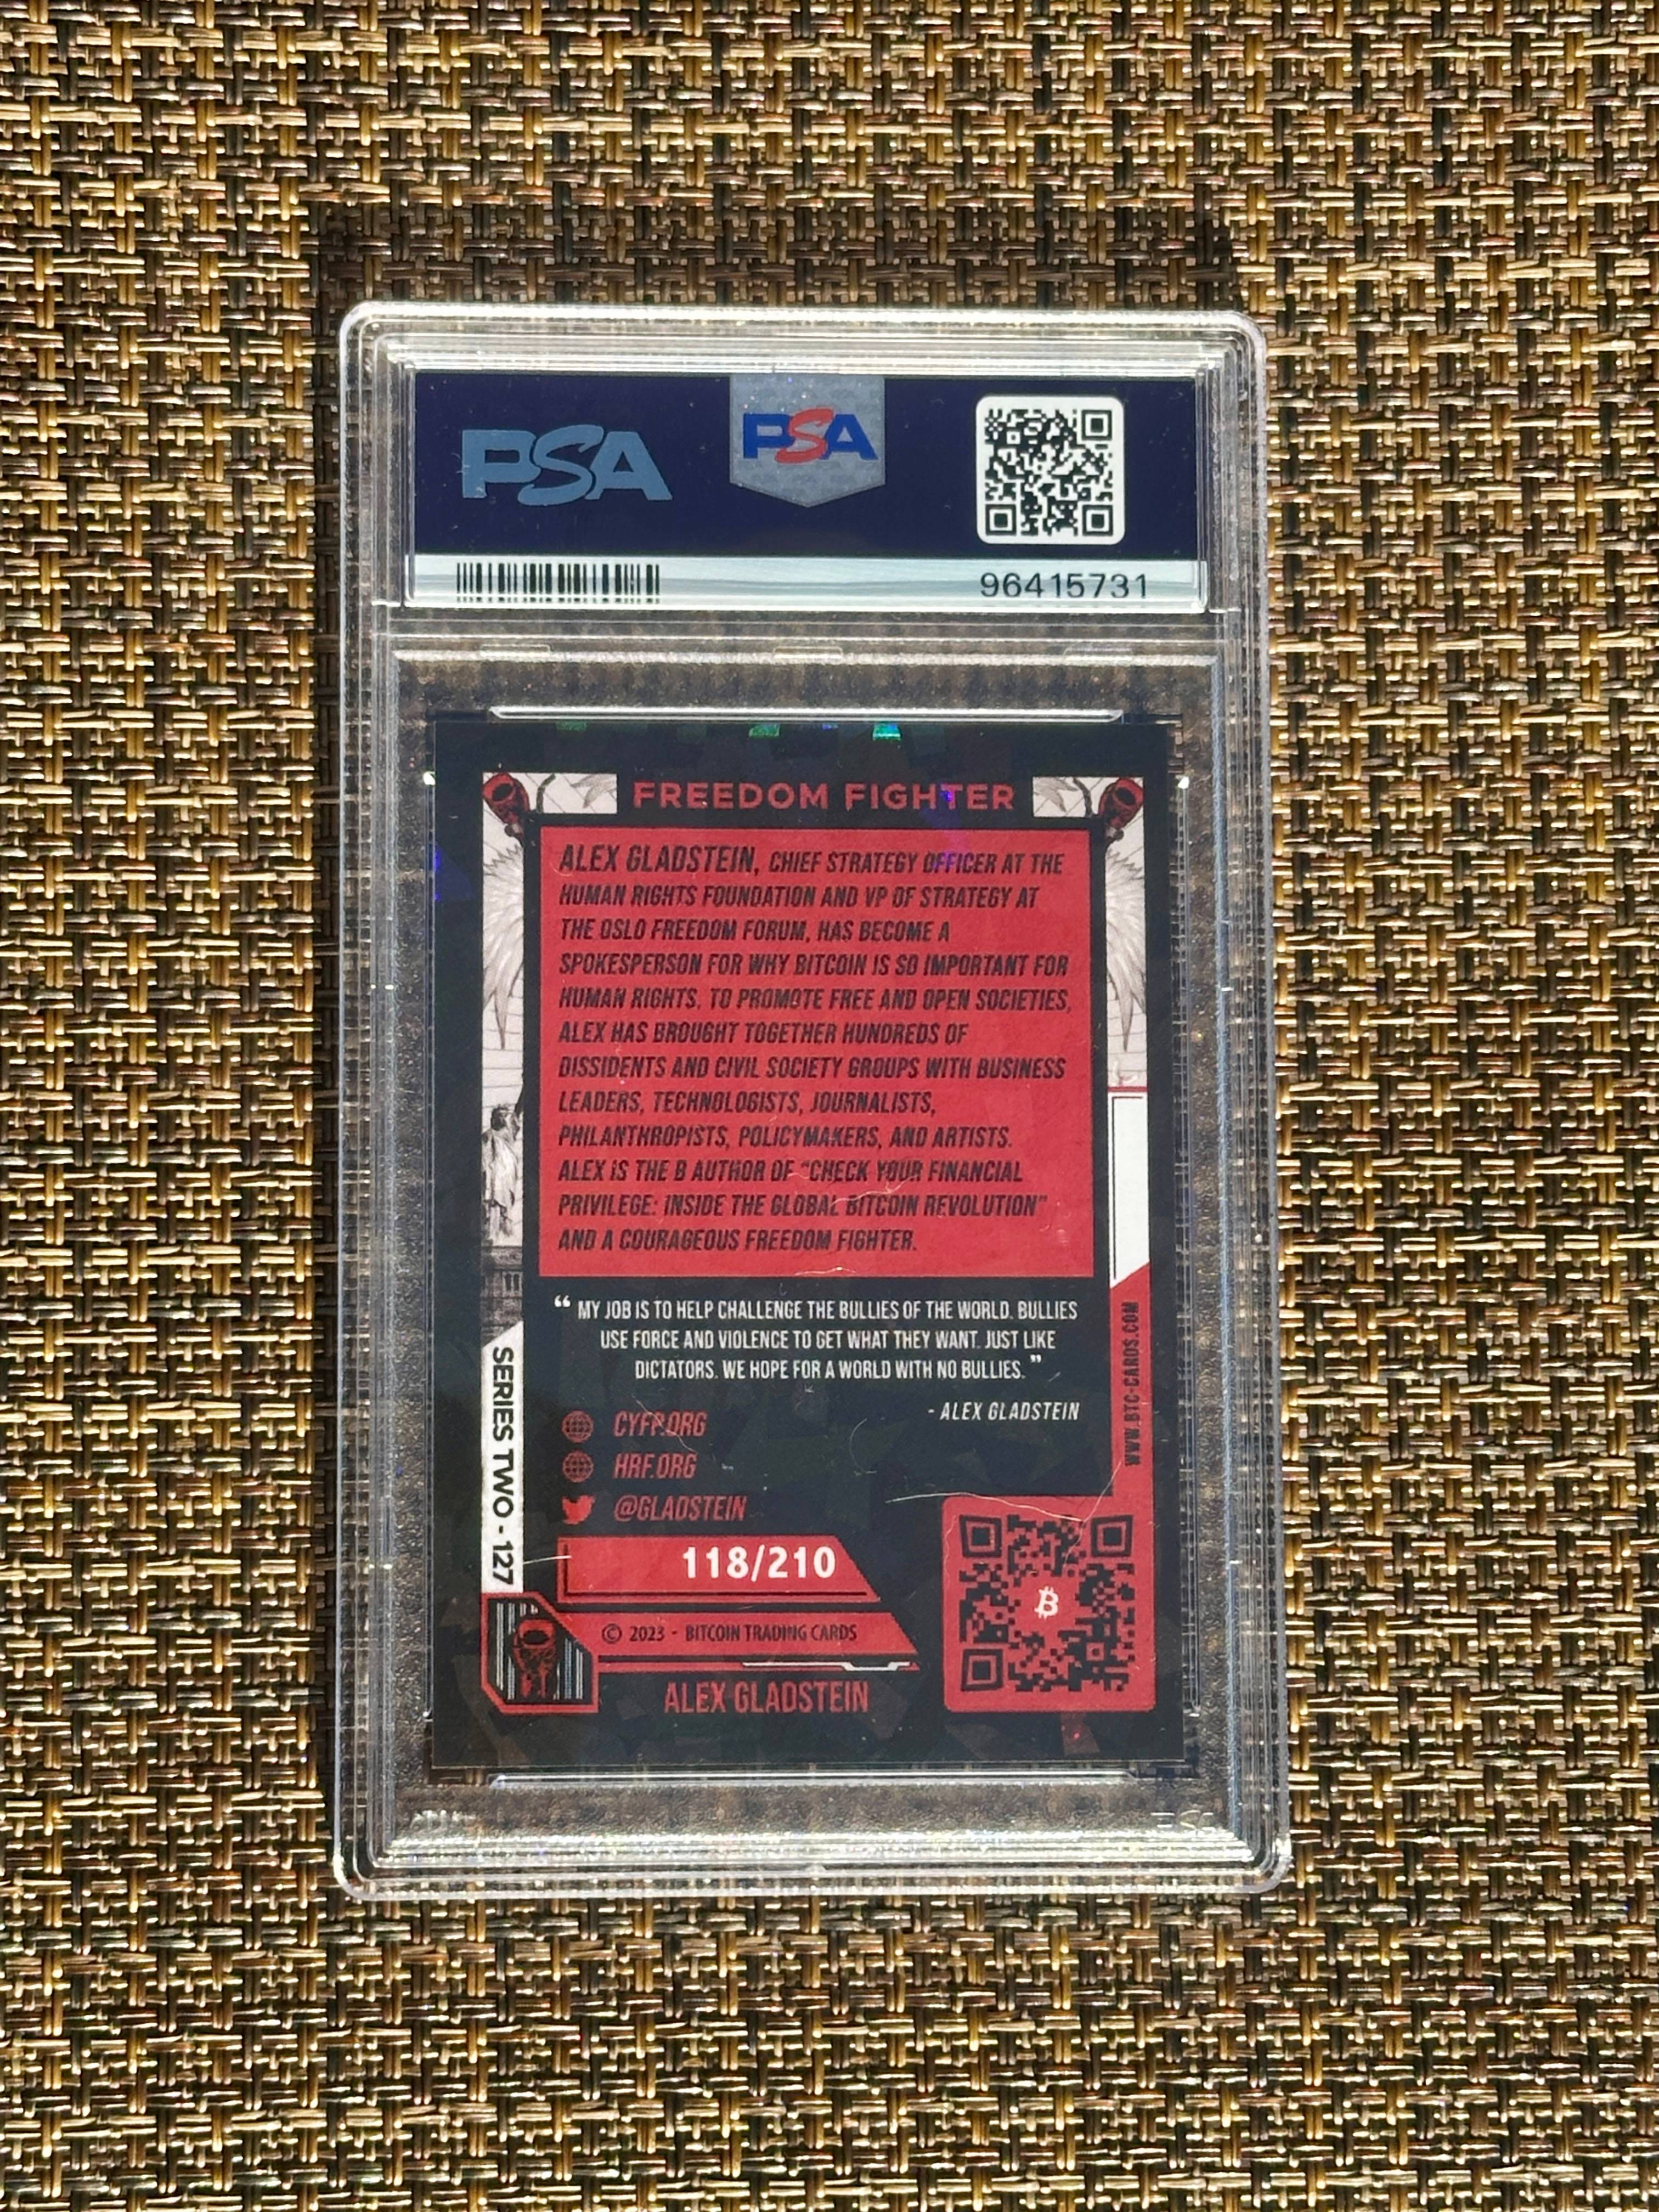 PSA
PSA
96415731
FREEDOM FIGHTER
ALEX GLADSTEIN, CHIEF STRATEGY OFFICER AT THE
HUMAN RIGHTS FOUNDATION AND VP OF STRATEGY AT
THE OSLO FREEDOM FORUM, HAS BECOME A
SPOKESPERSON FOR WHY BITCOIN IS SO IMPORTANT FOR
HUMAN RIGHTS. TO PROMOTE FREE AND OPEN SOCIETIES,
ALEX HAS BROUGHT TOGETHER HUNDREDS OF
DISSIDENTS AND CIVIL SOCIETY GROUPS WITH BUSINESS
LEADERS, TECHNOLOGISTS, JOURNALISTS,
PHILANTHROPISTS, POLICYMAKERS, AND ARTISTS.
ALEX IS THE B AUTHOR OF "CHECK YOUR FINANCIAL
PRIVILEGE: INSIDE THE GLOBAL BITCOIN REVOLUTION"
AND A COURAGEOUS FREEDOM FIGHTER.
“ MY JOB IS TO HELP CHALLENGE THE BULLIES OF THE WORLD. BULLIES
USE FORCE AND VIOLENCE TO GET WHAT THEY WANT. JUST LIKE
DICTATORS. WE HOPE FOR A WORLD WITH NO BULLIES. ”
- ALEX GLADSTEIN
CYFP.ORG
HRF.ORG
@GLADSTEIN
118/210
© 2023 - BITCOIN TRADING CARDS
ALEX GLADSTEIN
SERIES TWO - 127
WWW.BTC-CARDS.COM